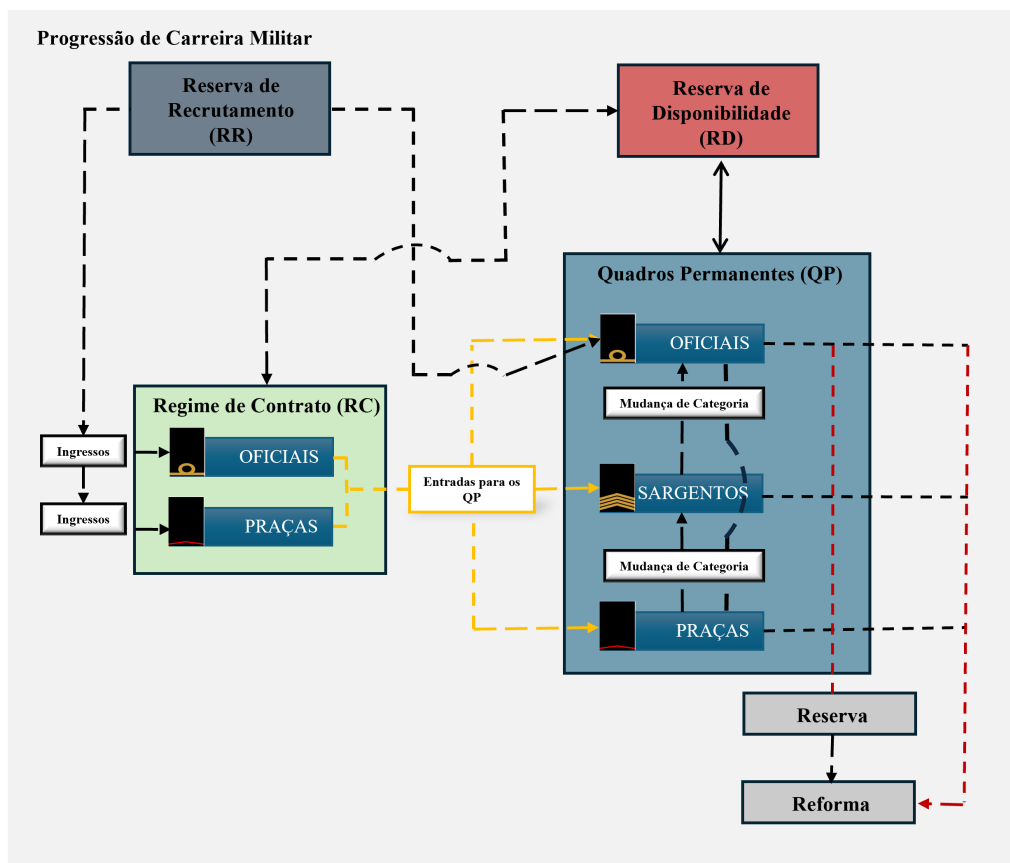 Progressão de Carreira Militar
Reserva de
Recrutamento
(RR)
Reserva de
Disponibilidade
(RD)
Quadros Permanentes (QP)
OFICIAIS
Mudança de Categoria
SARGENTOS
Mudança de Categoria
PRAÇAS
Regime de Contrato (RC)
Ingressos
OFICIAIS
Ingressos
PRAÇAS
Entradas para os
QP
Reserva
Reforma